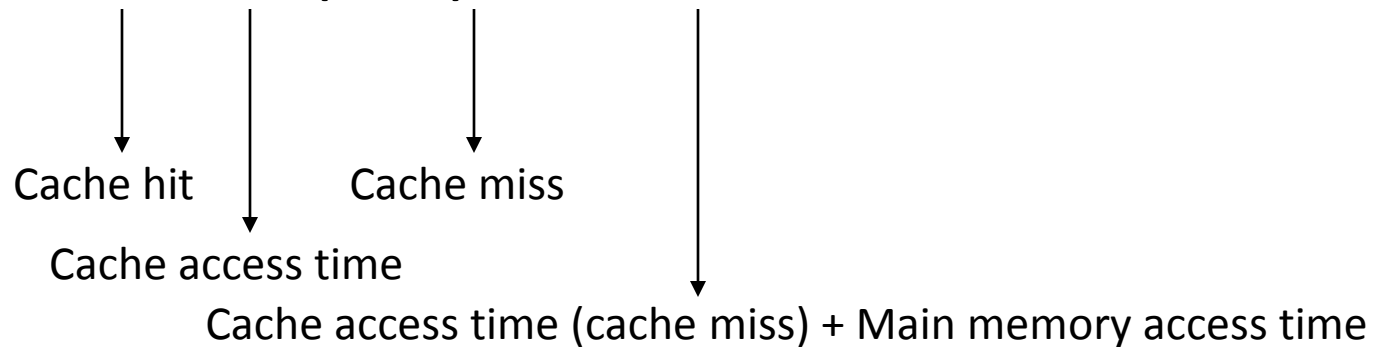 Cache hit Cache miss
Cache access time
Cache access time (cache miss) + Main memory access time